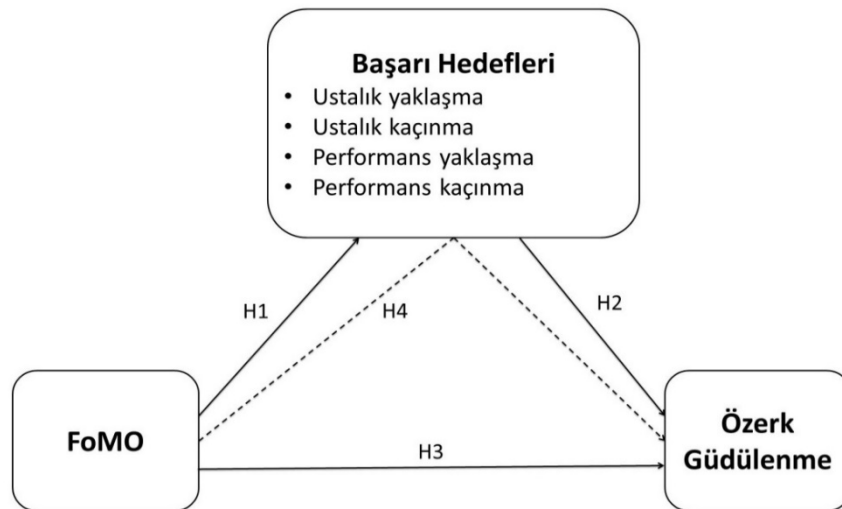 Başarı Hedefleri
• Ustalık yaklaşma
• Ustalık kaçınma
• Performans yaklaşma
• Performans kaçınma
H1
H4
H2
FoMO
H3
Özerk
Güdülenme